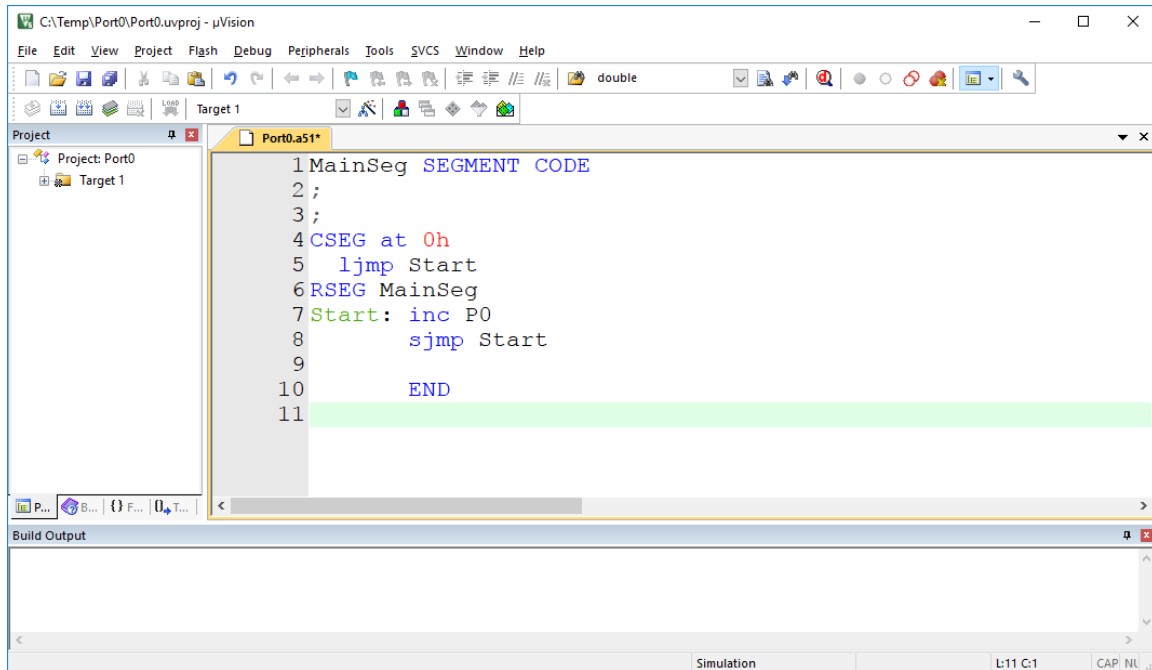 C:\Temp\Port0\Port0.uvproj - µVision
File Edit View Project Flash Debug Peripherals Tools SVCS Window Help
double
LOAD Target 1
Project
Port0.a51*
Project: Port0
Target 1
1 MainSeg SEGMENT CODE
2 ;
3 ;
4 CSEG at 0h
5 ljmp Start
6 RSEG MainSeg
7 Start: inc P0
8 sjmp Start
9
10 END
11
P... B... {} F... 0 T...
Build Output
Simulation L:11 C:1 CAP